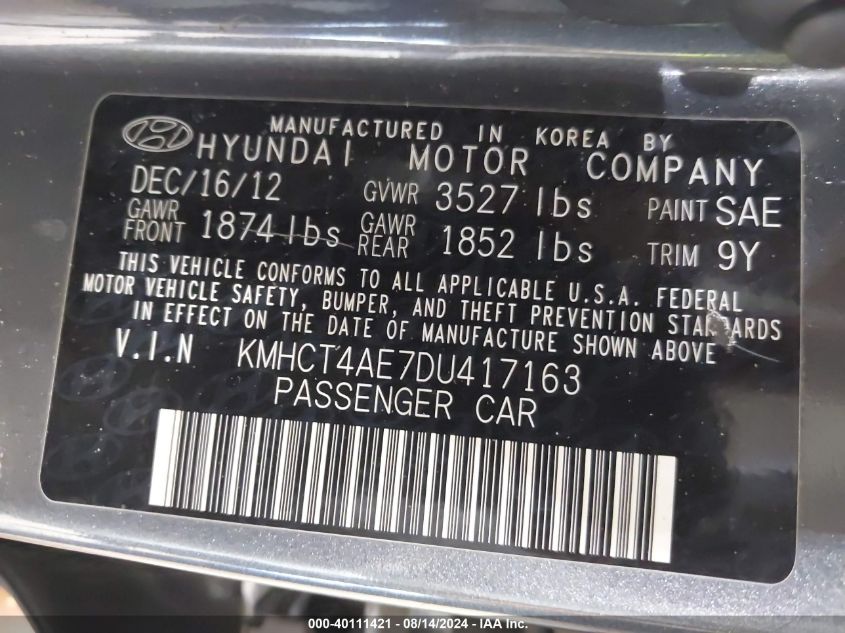 MANUFACTURED IN KOREA BY
HYUNDAI MOTOR COMPANY
DEC/16/12 GVWR 3527 lbs PAINT SAE
GAWR FRONT 1874 lbs GAWR REAR 1852 lbs TRIM 9Y
THIS VEHICLE CONFORMS TO ALL APPLICABLE U.S.A. FEDERAL
MOTOR VEHICLE SAFETY, BUMPER, AND THEFT PREVENTION STANDARDS
IN EFFECT ON THE DATE OF MANUFACTURE SHOWN ABOVE.
V.I.N KMHCT4AE7DU417163
PASSENGER CAR
000-40111421 - 08/14/2024 - IAA Inc.